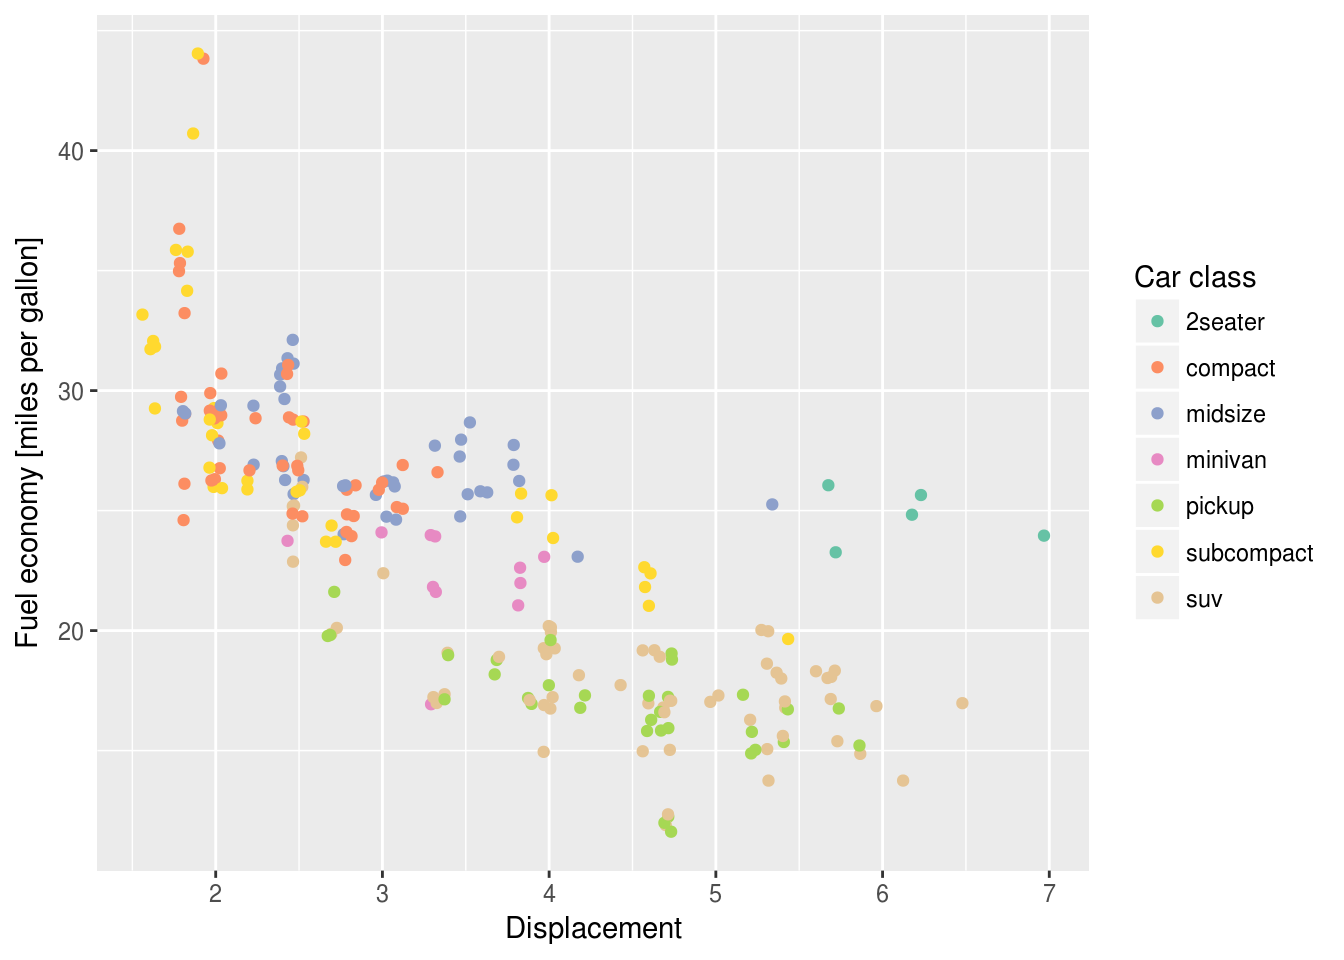 Fuel economy [miles per gallon]
40
30
20
2 3 4 5 6 7
Displacement
Car class
2seater
compact
midsize
minivan
pickup
subcompact
suv